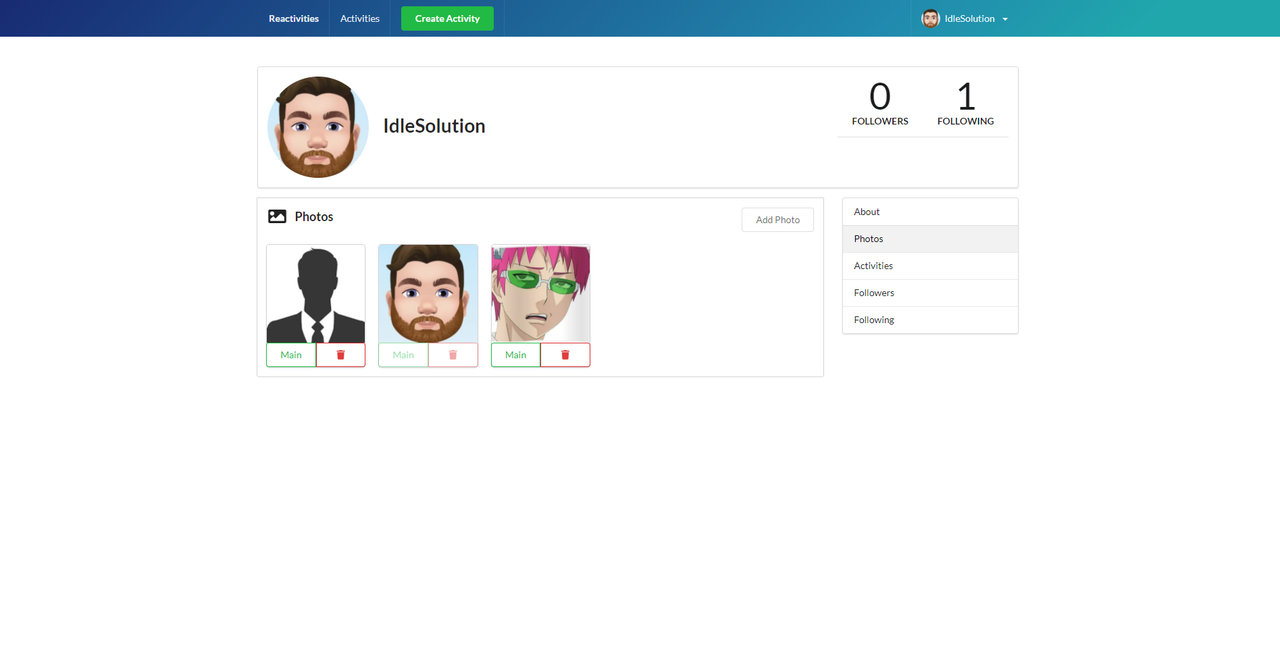 Reactivities Activities Create Activity IdleSolution
IdleSolution
0 1
FOLLOWERS FOLLOWING
Photos
Add Photo
Main
Main
Main
About
Photos
Activities
Followers
Following